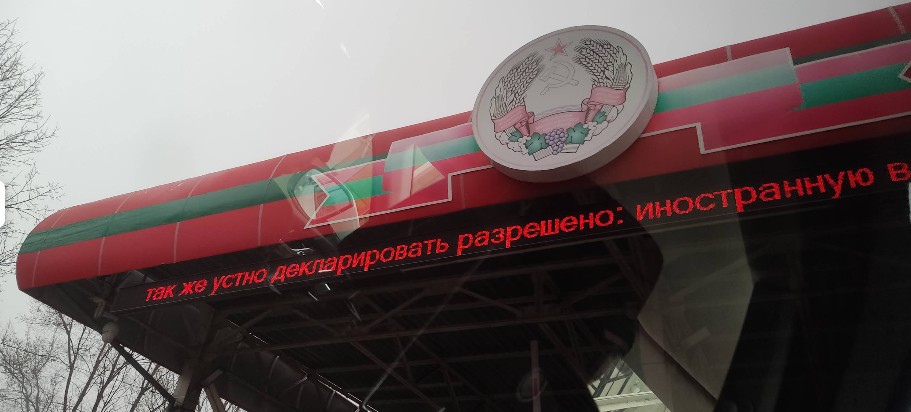 так же устно декларировать разрешено: иностранную в